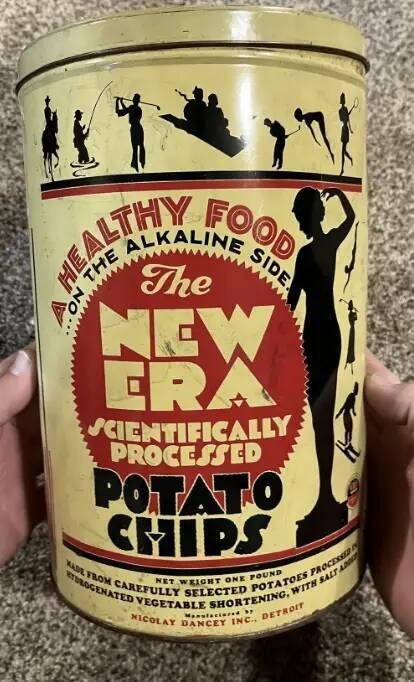 A HEALTHY FOOD
...ON THE ALKALINE SIDE.
The
NEW
ERA
SCIENTIFICALLY
PROCESSED
POTATO
CHIPS
NET WEIGHT ONE POUND
MADE FROM CAREFULLY SELECTED POTATOES PROCESSED
HYDROGENATED VEGETABLE SHORTENING, WITH SALT ADDED
Manufactured by
NICOLAY DANCEY INC., DETROIT